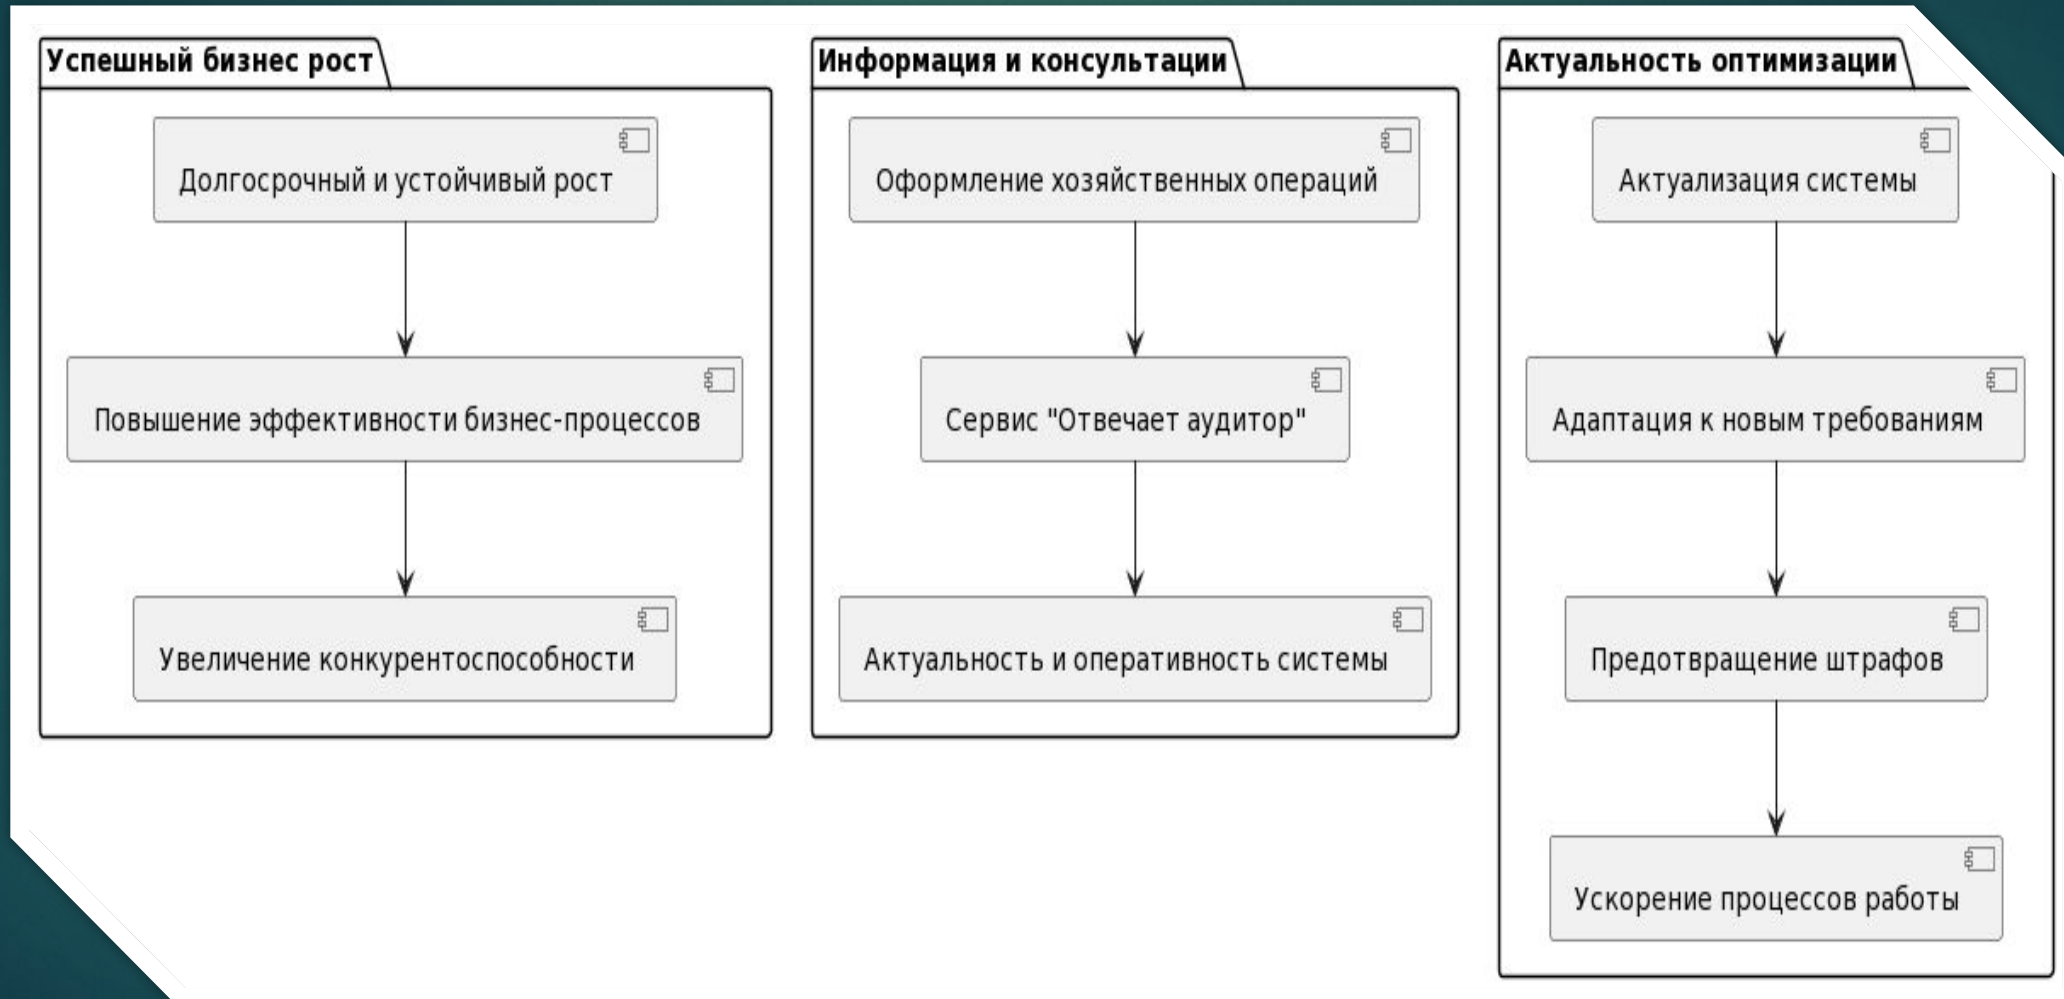 Успешный бизнес рост
Долгосрочный и устойчивый рост
Повышение эффективности бизнес-процессов
Увеличение конкурентоспособности
Информация и консультации
Оформление хозяйственных операций
Сервис "Отвечает аудитор"
Актуальность и оперативность системы
Актуальность оптимизации
Актуализация системы
Адаптация к новым требованиям
Предотвращение штрафов
Ускорение процессов работы